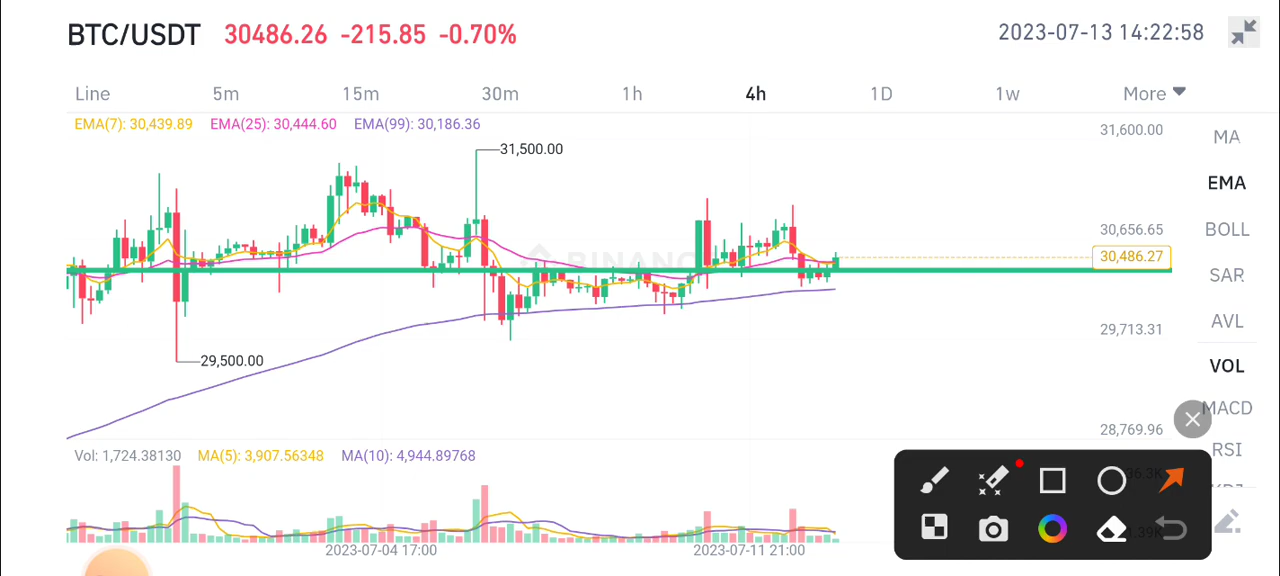 BTC/USDT 30486.26 -215.85 -0.70% 2023-07-13 14:22:58
Line 5m 15m 30m 1h 4h 1D 1w More
EMA(7): 30,439.89 EMA(25): 30,444.60 EMA(99): 30,186.36
31,600.00
MA
31,500.00
EMA
30,656.65
BOLL
30,486.27
BINANC
SAR
AVL
29,713.31
29,500.00
VOL
MACD
28,769.96
RSI
Vol: 1,724.38130 MA(5): 3,907.56348 MA(10): 4,944.89768
2023-07-04 17:00 2023-07-11 21:00